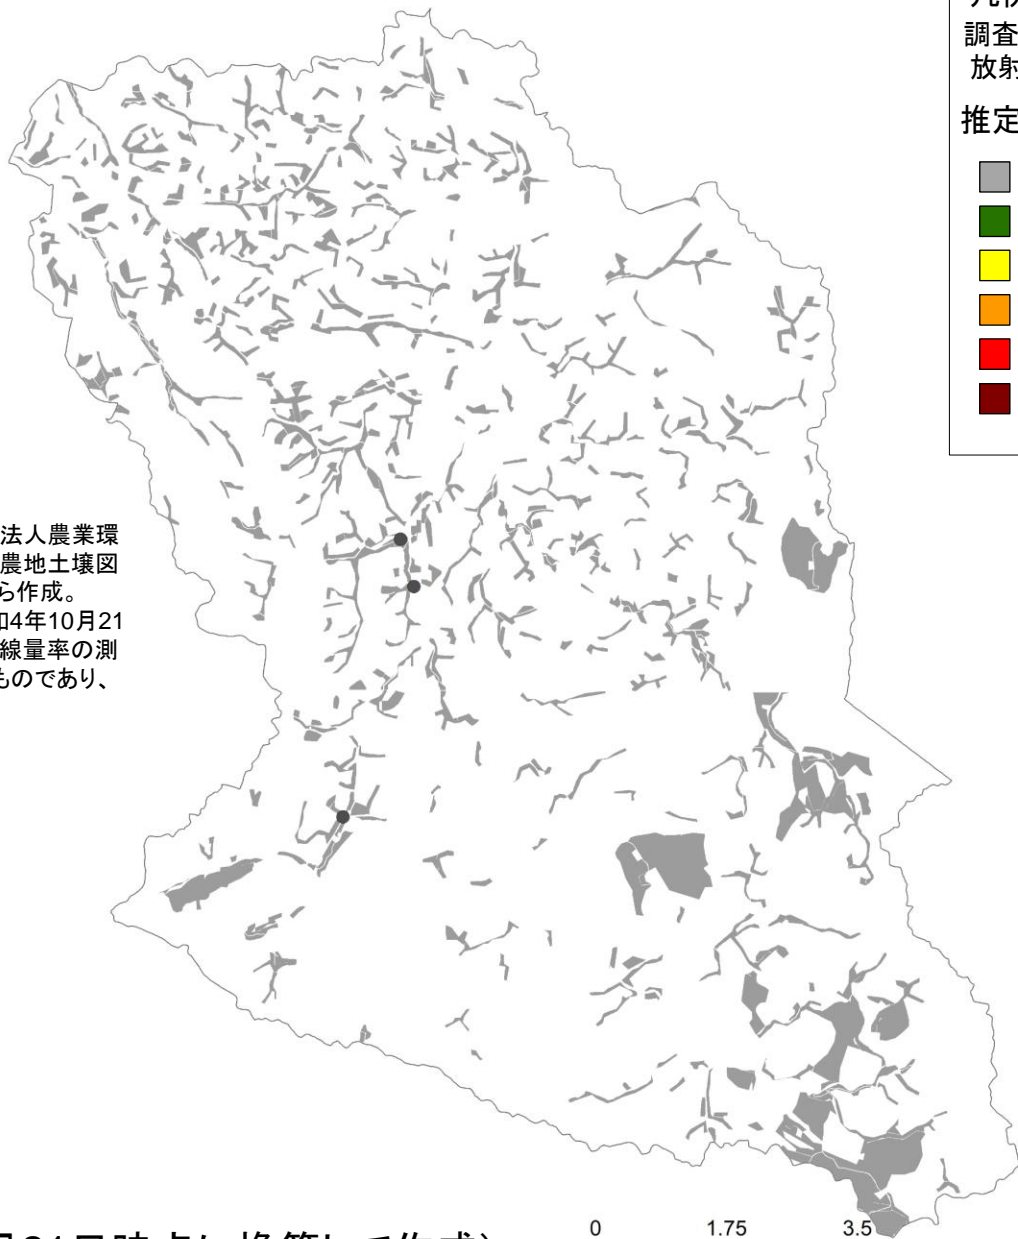 調査
放射
推定
法人農業環
農地土壌図
ら作成。
和4年10月21
線量率の測
ものであり、
月21日時点に換算して作成)
0 1.75 3.5